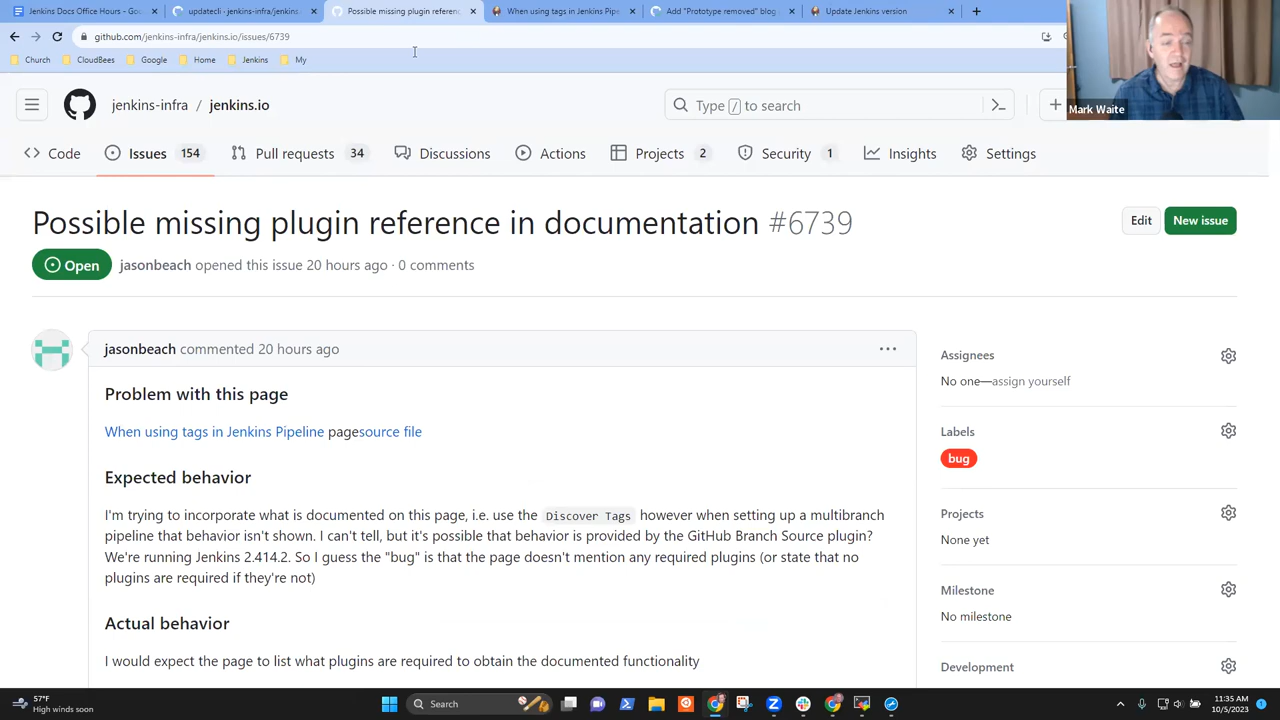 Jenkins Docs Office Hours - Goo
updatecli · jenkins-infra/jenkins.
Possible missing plugin referenc
When using tags in Jenkins Pipe
Add "Prototype removed" blog
Update Jenkins version
github.com/jenkins-infra/jenkins.io/issues/6739
Church
CloudBees
Google
Home
Jenkins
My
Mark Waite
jenkins-infra / jenkins.io
Type / to search
Code
Issues 154
Pull requests 34
Discussions
Actions
Projects 2
Security 1
Insights
Settings
Possible missing plugin reference in documentation #6739
Edit
New issue
Open
jasonbeach opened this issue 20 hours ago · 0 comments
jasonbeach commented 20 hours ago
Problem with this page
When using tags in Jenkins Pipeline pagesource file
Expected behavior
I'm trying to incorporate what is documented on this page, i.e. use the Discover Tags however when setting up a multibranch
pipeline that behavior isn't shown. I can't tell, but it's possible that behavior is provided by the GitHub Branch Source plugin?
We're running Jenkins 2.414.2. So I guess the "bug" is that the page doesn't mention any required plugins (or state that no
plugins are required if they're not)
Actual behavior
I would expect the page to list what plugins are required to obtain the documented functionality
Assignees
No one—assign yourself
Labels
bug
Projects
None yet
Milestone
No milestone
Development
57°F
High winds soon
Search
11:35 AM
10/5/2023